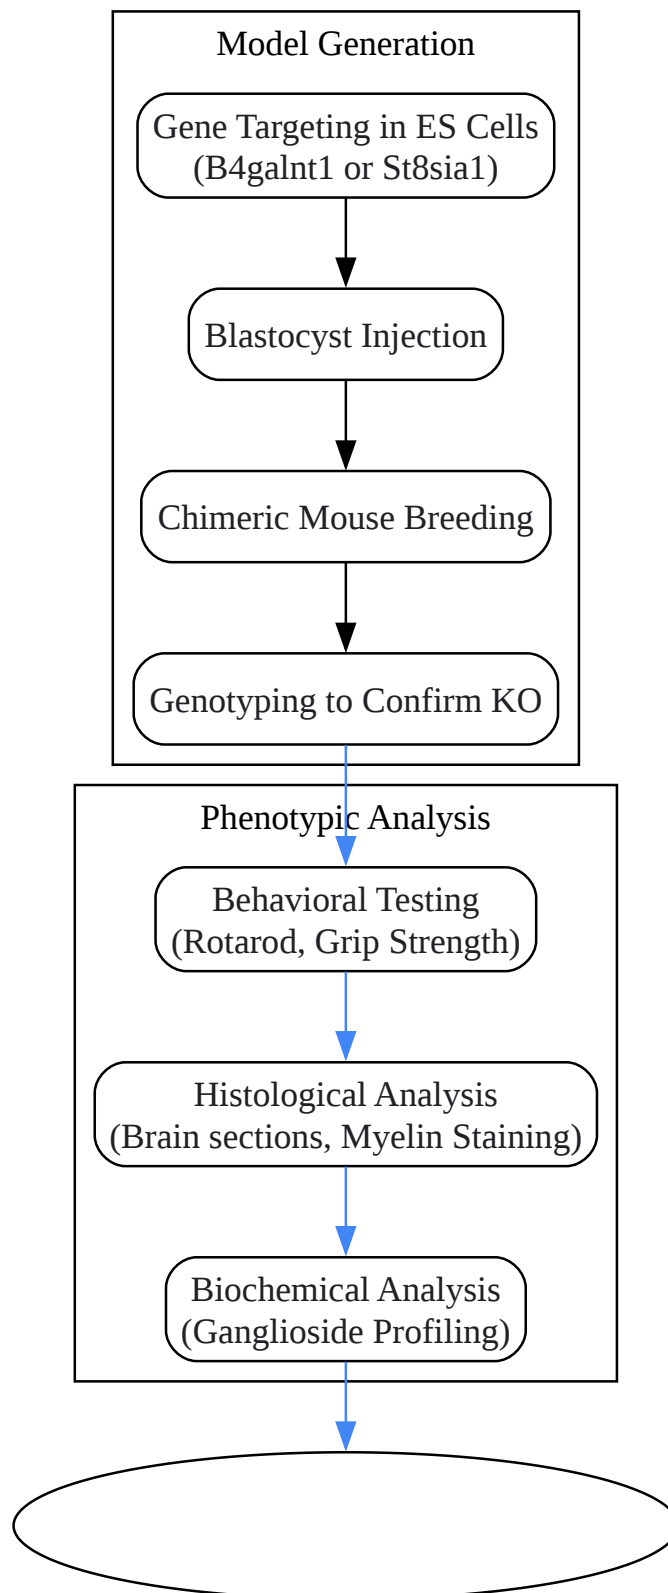 Model Generation
Gene Targeting in ES Cells
(B4galnt1 or St8sia1)
Blastocyst Injection
Chimeric Mouse Breeding
Genotyping to Confirm KO
Phenotypic Analysis
Behavioral Testing
(Rotarod, Grip Strength)
Histological Analysis
(Brain sections, Myelin Staining)
Biochemical Analysis
(Ganglioside Profiling)